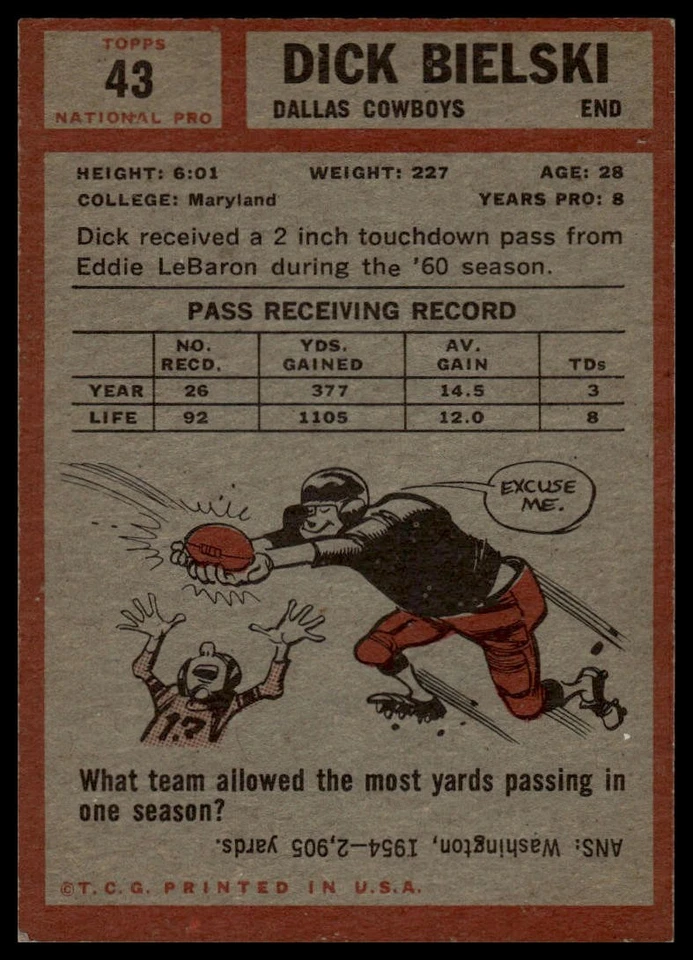 TOPPS
43
NATIONAL PRO
DICK BIELSKI
DALLAS COWBOYS END
HEIGHT: 6:01 WEIGHT: 227 AGE: 28
COLLEGE: Maryland YEARS PRO: 8
Dick received a 2 inch touchdown pass from
Eddie LeBaron during the '60 season.
PASS RECEIVING RECORD
NO. RECD. YDS. GAINED AV. GAIN TDs
YEAR 26 377 14.5 3
LIFE 92 1105 12.0 8
EXCUSE
ME.
1?
What team allowed the most yards passing in
one season?
ANS: Washington, 1954—2,905 yards.
©T.C.G. PRINTED IN U.S.A.